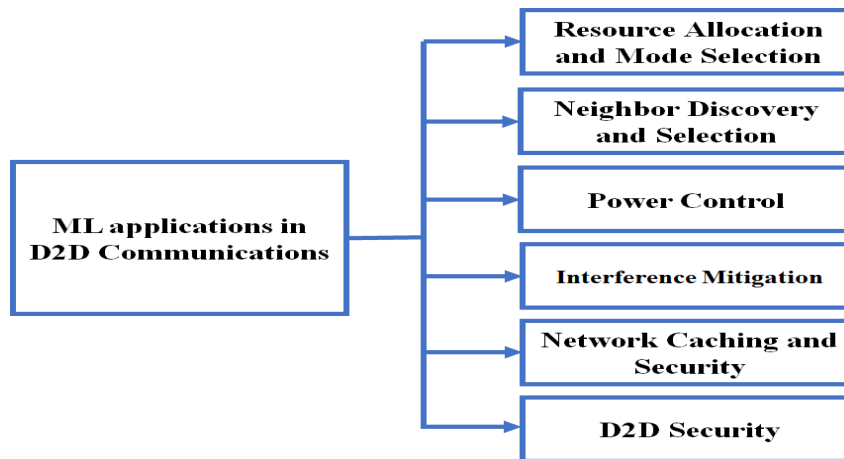 Resource Allocation
and Mode Selection
Neighbor Discovery
and Selection
ML applications in
D2D Communications
Power Control
Interference Mitigation
Network Caching and
Security
D2D Security